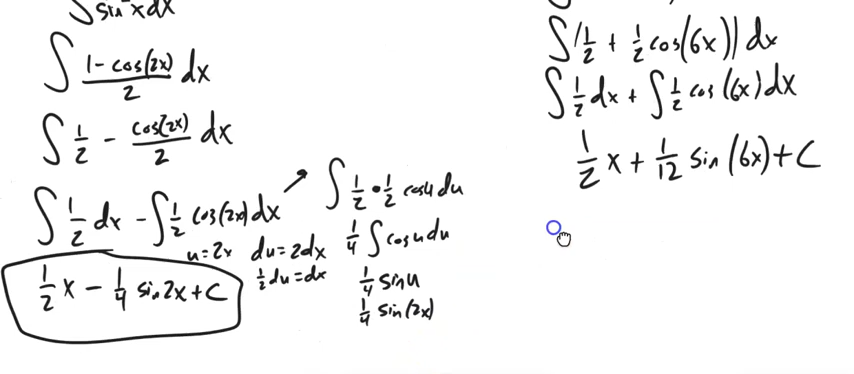 ∫ sin²x dx
∫ (1 - cos(2x))/2 dx
∫ 1/2 - cos(2x)/2 dx
∫ 1/2 dx - ∫ 1/2 cos(2x) dx
u = 2x du = 2dx
1/2 du = dx
1/2 x - 1/4 sin 2x + C
∫ 1/2 • 1/2 cos u du
1/4 ∫ cos u du
1/4 sin u
1/4 sin(2x)
∫ (1/2 + 1/2 cos(6x)) dx
∫ 1/2 dx + ∫ 1/2 cos(6x) dx
1/2 x + 1/12 sin(6x) + C